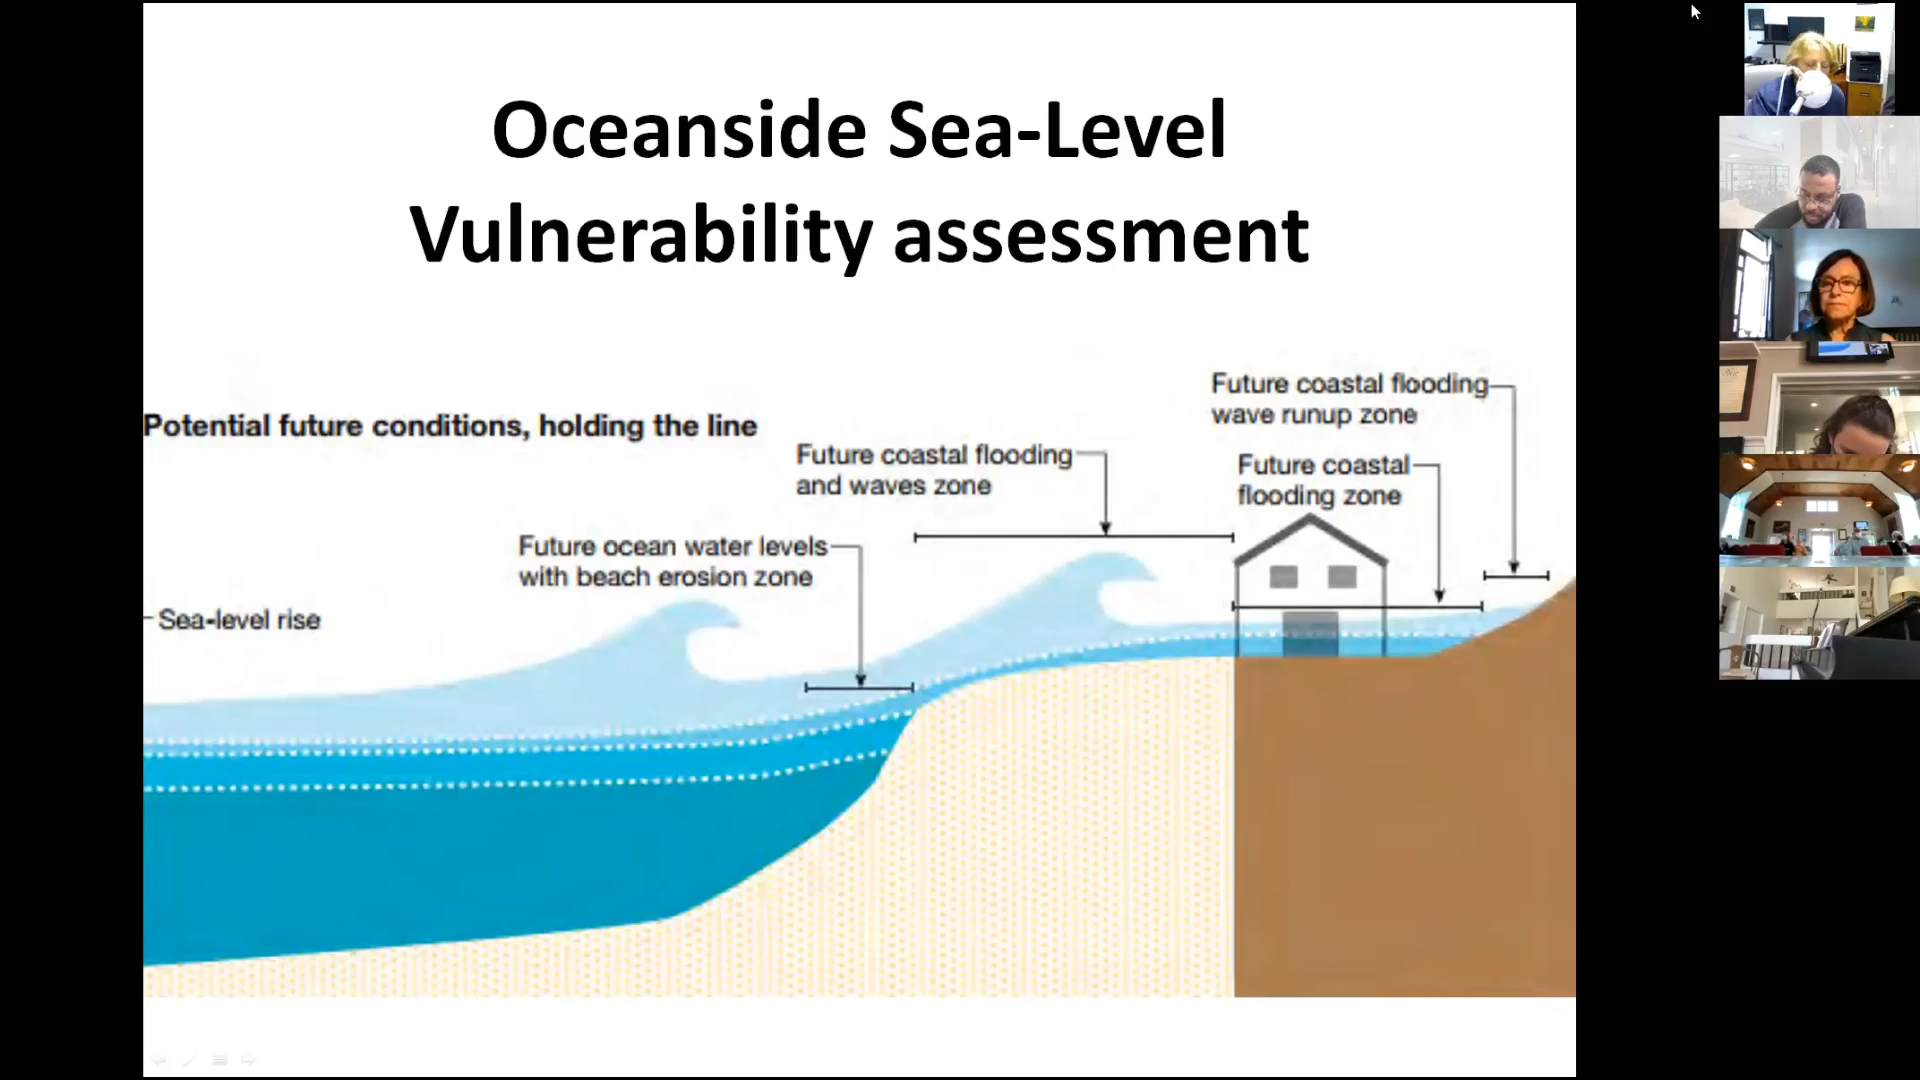 Oceanside Sea-Level
Vulnerability assessment
Potential future conditions, holding the line
Future coastal flooding
wave runup zone
Future coastal flooding
and waves zone
Future coastal
flooding zone
Future ocean water levels
with beach erosion zone
Sea-level rise